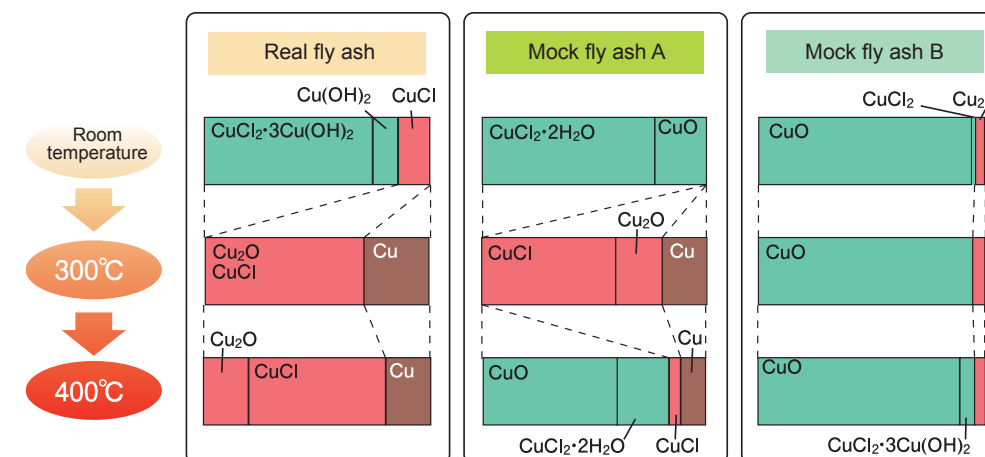 Real fly ash
Mock fly ash A
Mock fly ash B
Room temperature
Cu(OH)₂
CuCl
CuCl₂•3Cu(OH)₂
CuCl₂•2H₂O
CuO
CuCl₂
CuO
300℃
Cu₂O
CuCl
Cu
CuCl
Cu₂O
Cu
CuO
400℃
Cu₂O
CuCl
Cu
CuO
CuCl₂•2H₂O
CuCl
Cu
CuO
CuCl₂•3Cu(OH)₂